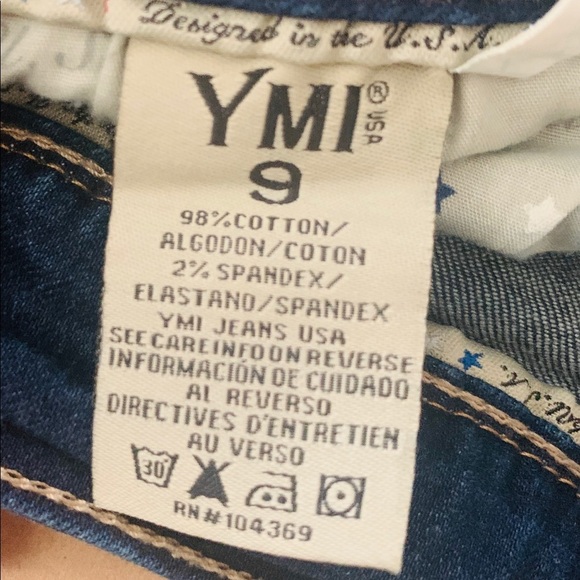 Designed in the U.S.A.
YMI® USA
9
98%COTTON/
ALGODON/COTON
2% SPANDEX/
ELASTANO/SPANDEX
YMI JEANS USA
SEE CARE INFO ON REVERSE
INFORMACIÓN DE CUIDADO
AL REVERSO
DIRECTIVES D'ENTRETIEN
AU VERSO
30°
RN#104369